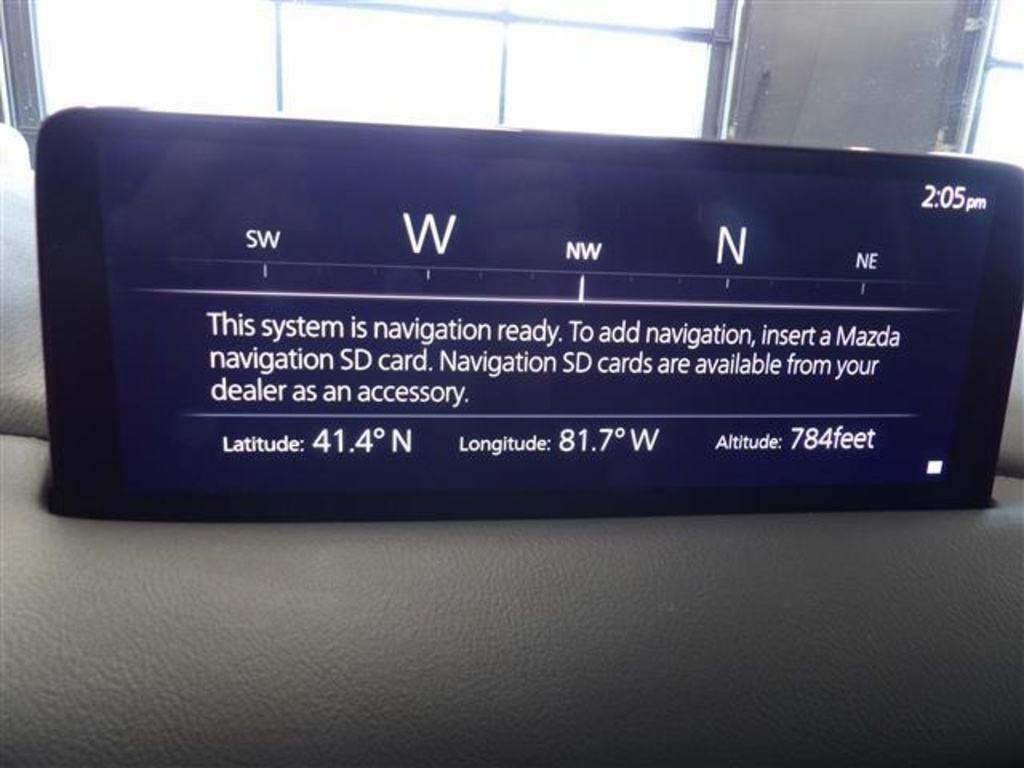 2:05pm
SW W NW N NE
This system is navigation ready. To add navigation, insert a Mazda
navigation SD card. Navigation SD cards are available from your
dealer as an accessory.
Latitude: 41.4° N Longitude: 81.7° W Altitude: 784feet